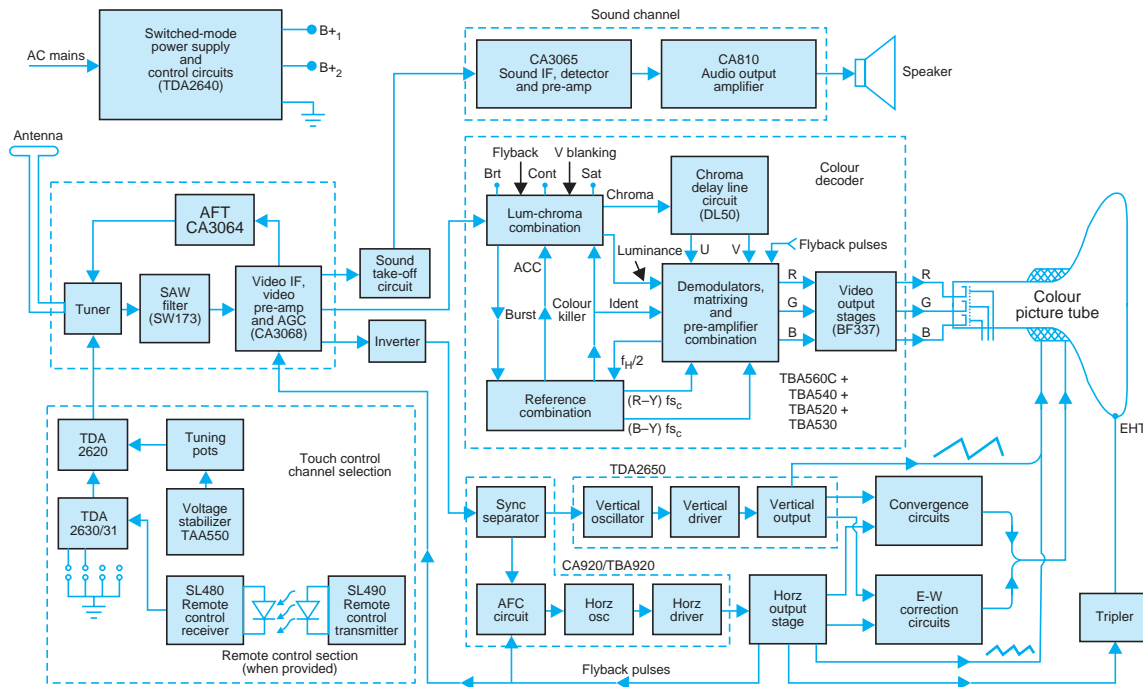 Sound channel
Switched-mode
power supply
and
control circuits
(TDA2640)
AC mains
B+1
B+2
CA3065
Sound IF, detector
and pre-amp
CA810
Audio output
amplifier
Speaker
Antenna
AFT
CA3064
Tuner
SAW
filter
(SW173)
Video IF,
video
pre-amp
and AGC
(CA3068)
Sound
take-off
circuit
Inverter
Flyback
V blanking
Brt
Cont
Sat
Chroma
Lum-chroma
combination
Chroma
delay line
circuit
(DL50)
Colour
decoder
U
V
Flyback pulses
Luminance
ACC
Colour
killer
Ident
Burst
Demodulators,
matrixing
and
pre-amplifier
combination
R
G
B
Video
output
stages
(BF337)
R
G
B
Colour
picture tube
fH/2
Reference
combination
(R–Y) fsc
(B–Y) fsc
TBA560C +
TBA540 +
TBA520 +
TBA530
EHT
TDA
2620
Tuning
pots
Touch control
channel selection
TDA
2630/31
Voltage
stabilizer
TAA550
SL480
Remote
control
receiver
SL490
Remote
control
transmitter
Remote control section
(when provided)
TDA2650
Sync
separator
Vertical
oscillator
Vertical
driver
Vertical
output
Convergence
circuits
CA920/TBA920
AFC
circuit
Horz
osc
Horz
driver
Horz
output
stage
E-W
correction
circuits
Tripler
Flyback pulses